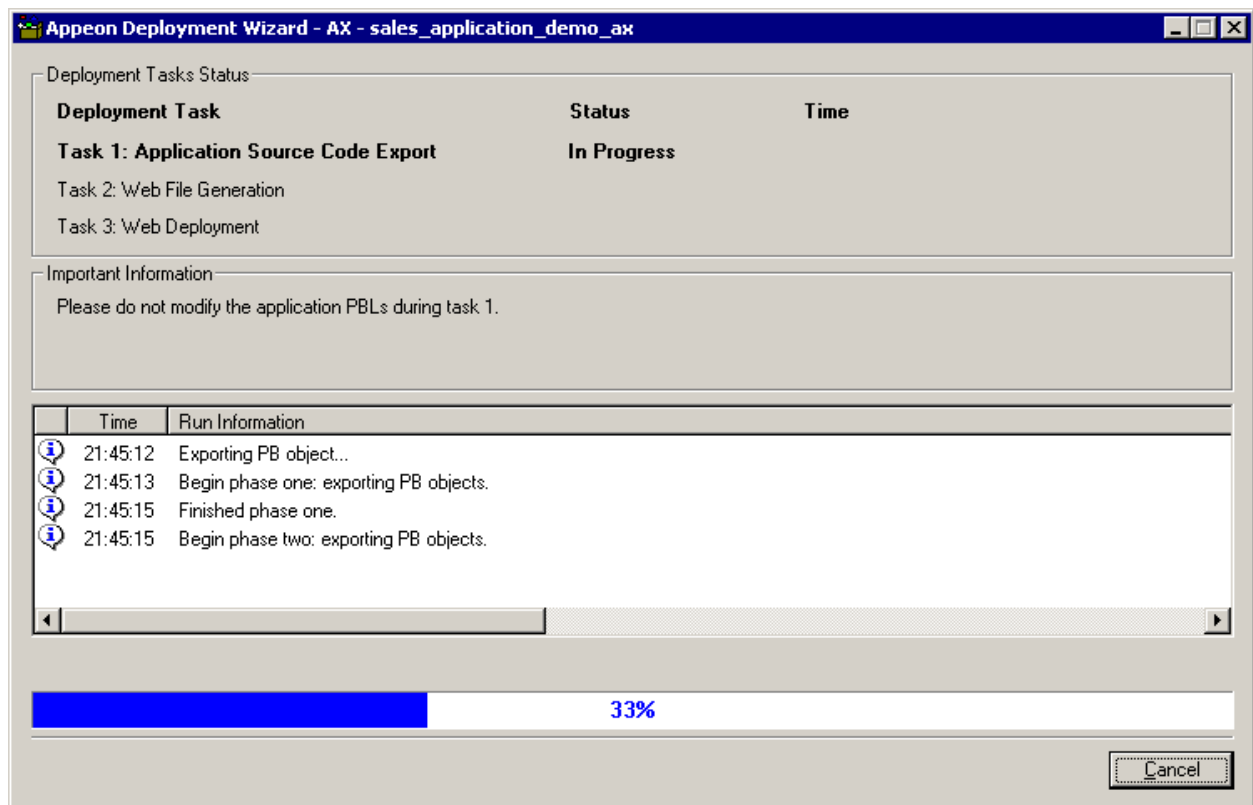 Appeon Deployment Wizard - AX - sales_application_demo_ax
Deployment Tasks Status
Deployment Task Status Time
Task 1: Application Source Code Export In Progress
Task 2: Web File Generation
Task 3: Web Deployment
Important Information
Please do not modify the application PBLs during task 1.
Time Run Information
21:45:12 Exporting PB object...
21:45:13 Begin phase one: exporting PB objects.
21:45:15 Finished phase one.
21:45:15 Begin phase two: exporting PB objects.
33%
Cancel